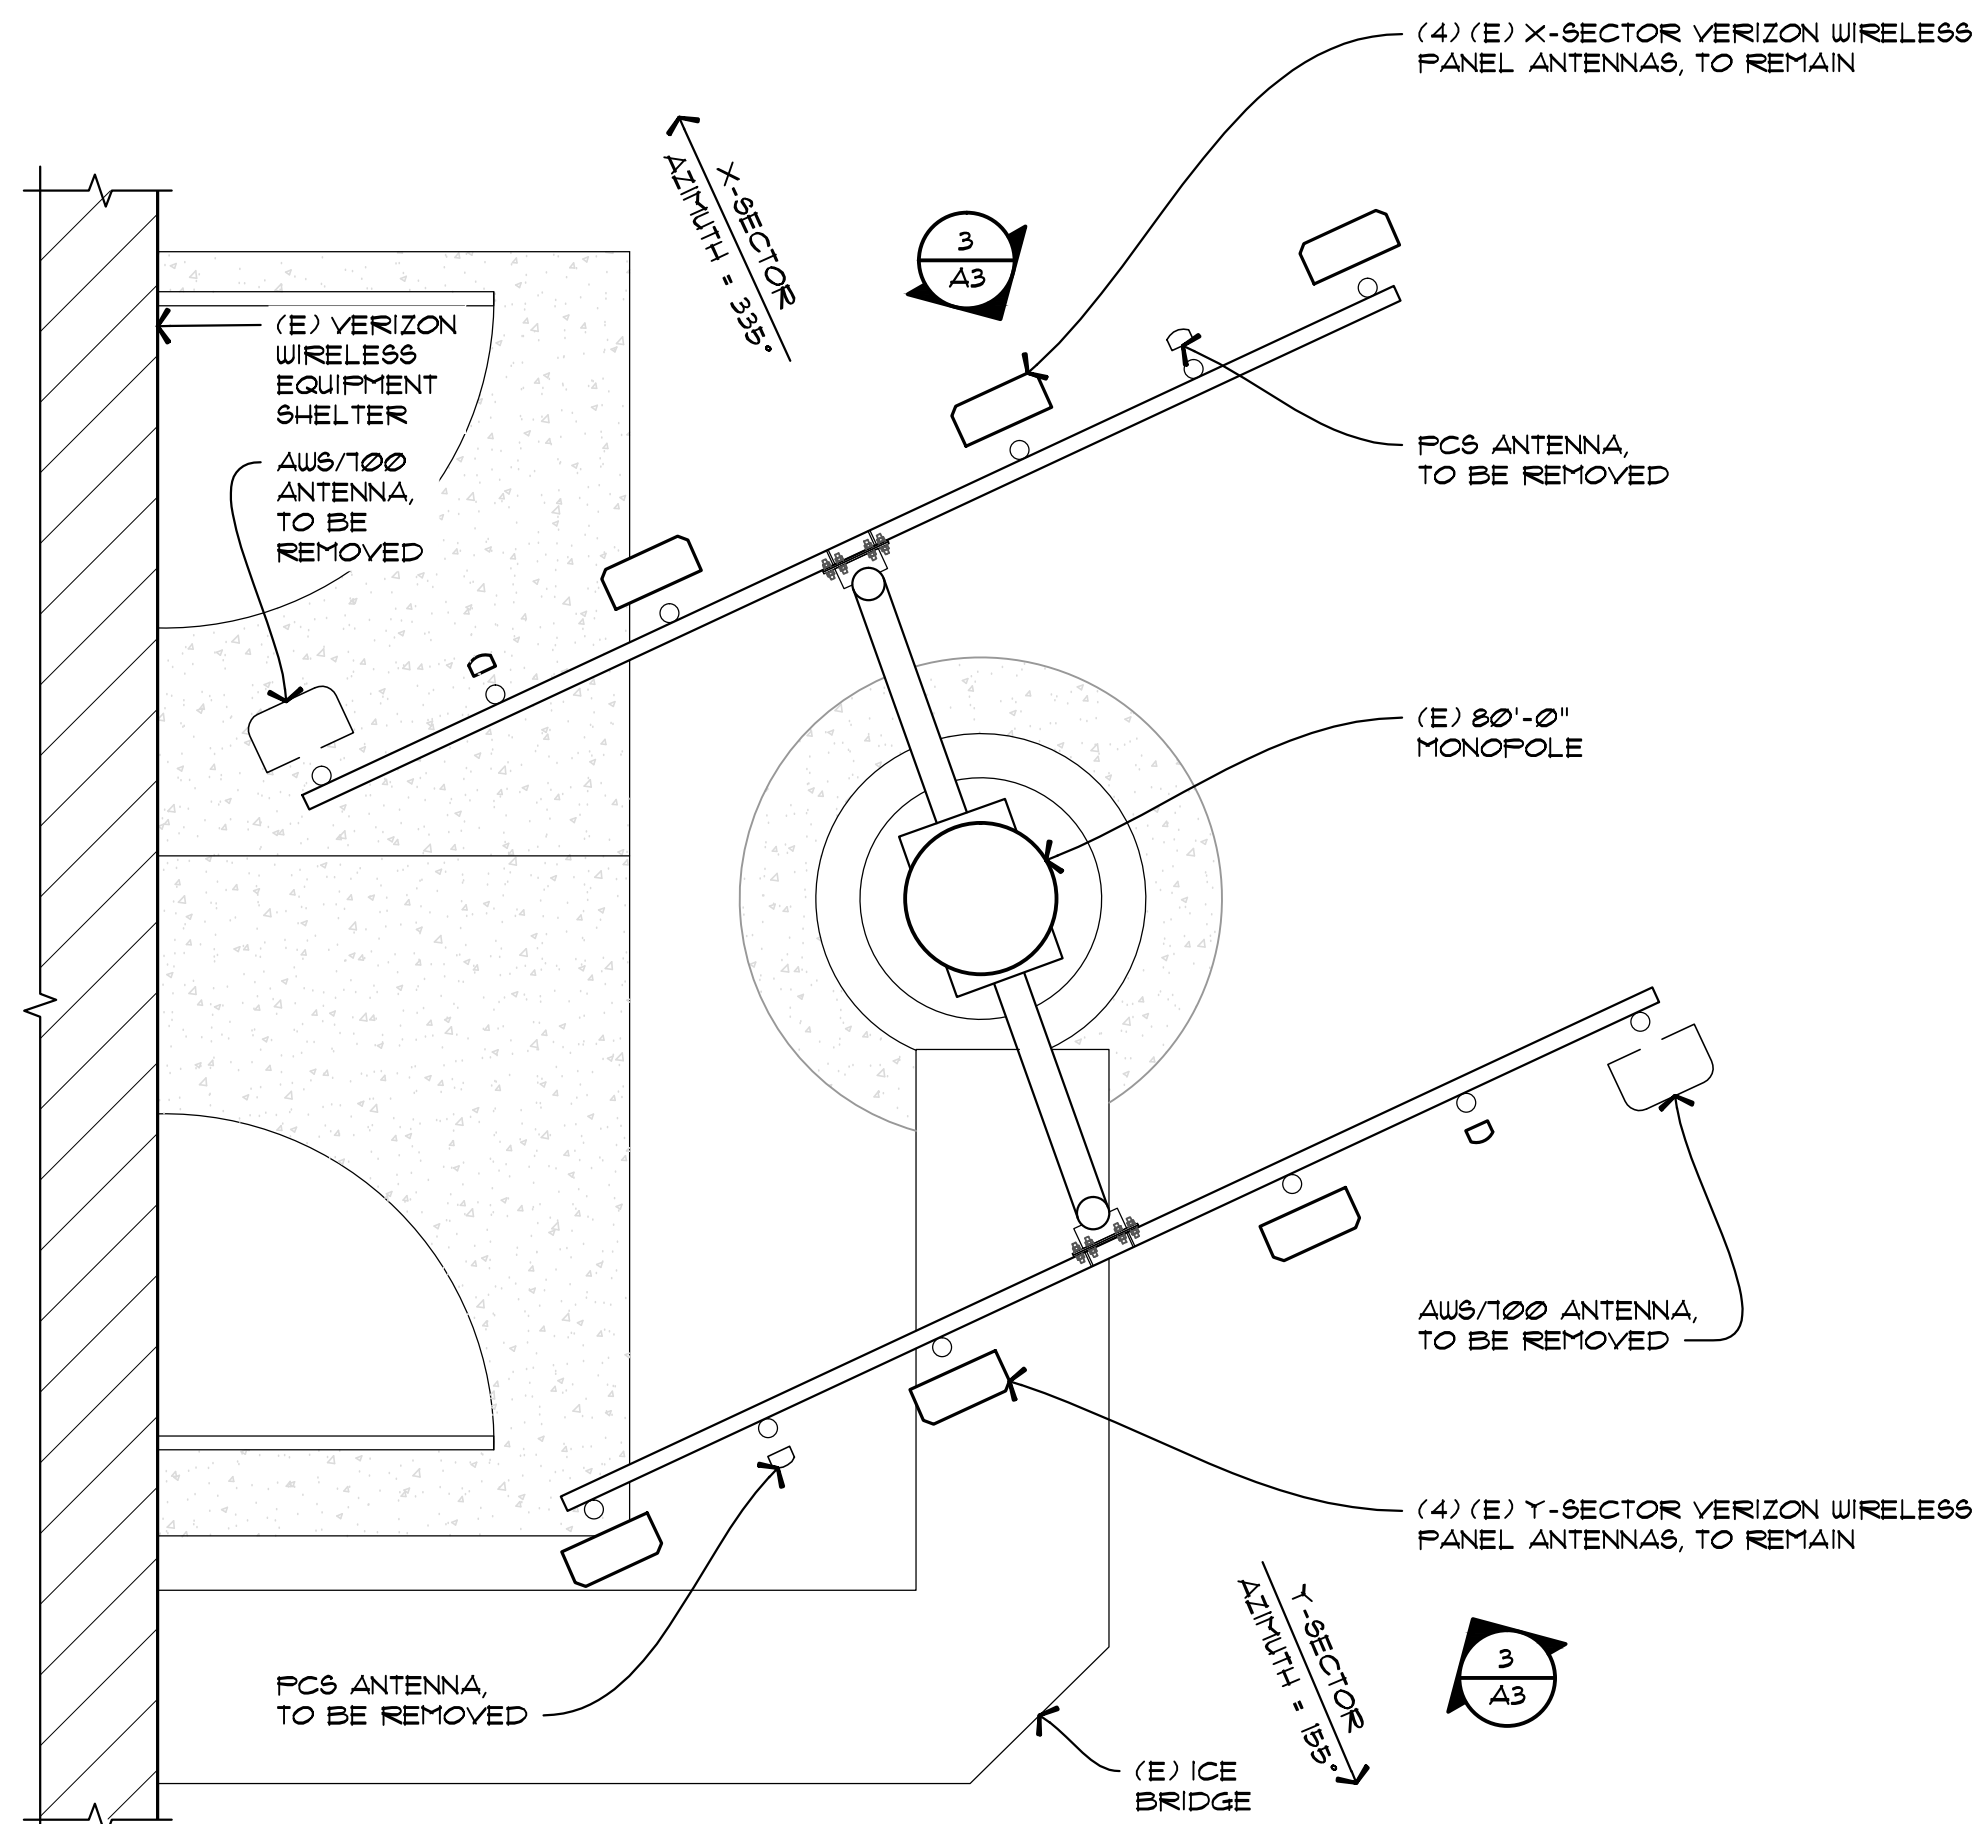 (4) (E) X-SECTOR VERIZON WIRELESS
PANEL ANTENNAS, TO REMAIN
X-SECTOR
AZIMUTH = 335°
3
A3
(E) VERIZON
WIRELESS
EQUIPMENT
SHELTER
AWS/700
ANTENNA,
TO BE
REMOVED
PCS ANTENNA,
TO BE REMOVED
(E) 80'-0"
MONOPOLE
AWS/700 ANTENNA,
TO BE REMOVED
(4) (E) Y-SECTOR VERIZON WIRELESS
PANEL ANTENNAS, TO REMAIN
Y-SECTOR
AZIMUTH = 155°
3
A3
PCS ANTENNA,
TO BE REMOVED
(E) ICE
BRIDGE